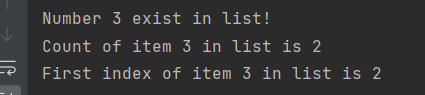 Number 3 exist in list!
Count of item 3 in list is 2
First index of item 3 in list is 2